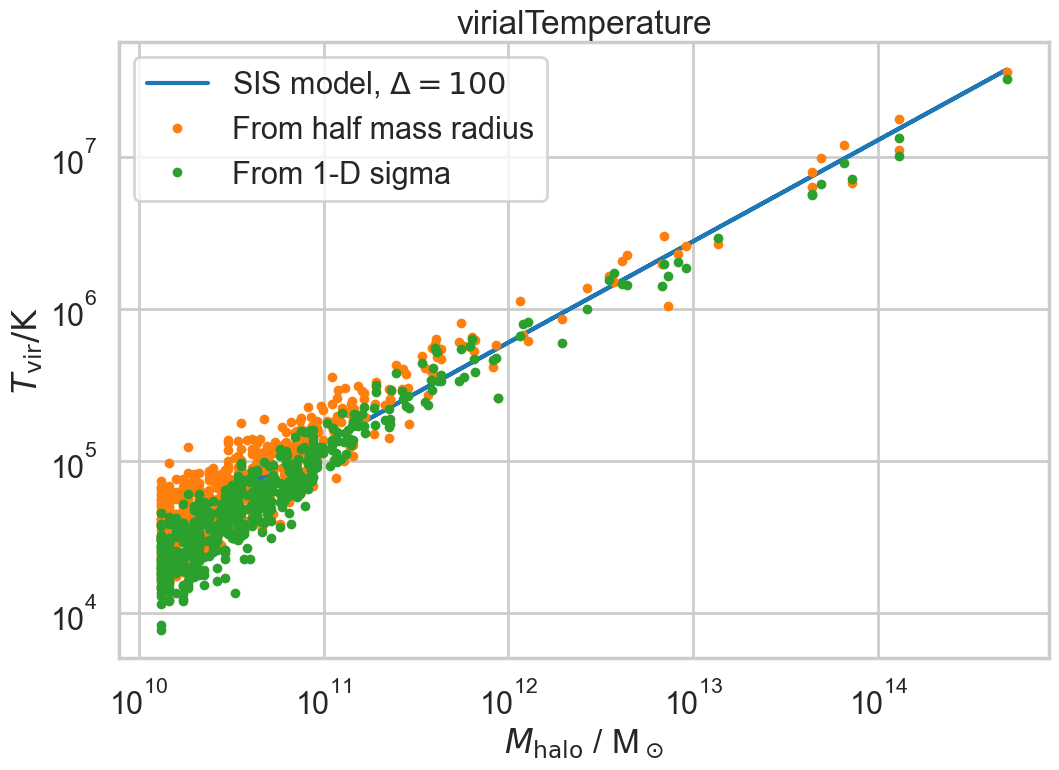 virialTemperature
SIS model, Δ = 100
From half mass radius
From 1-D sigma
T_vir/K
10^7
10^6
10^5
10^4
10^10
10^11
10^12
10^13
10^14
M_halo / M_⊙